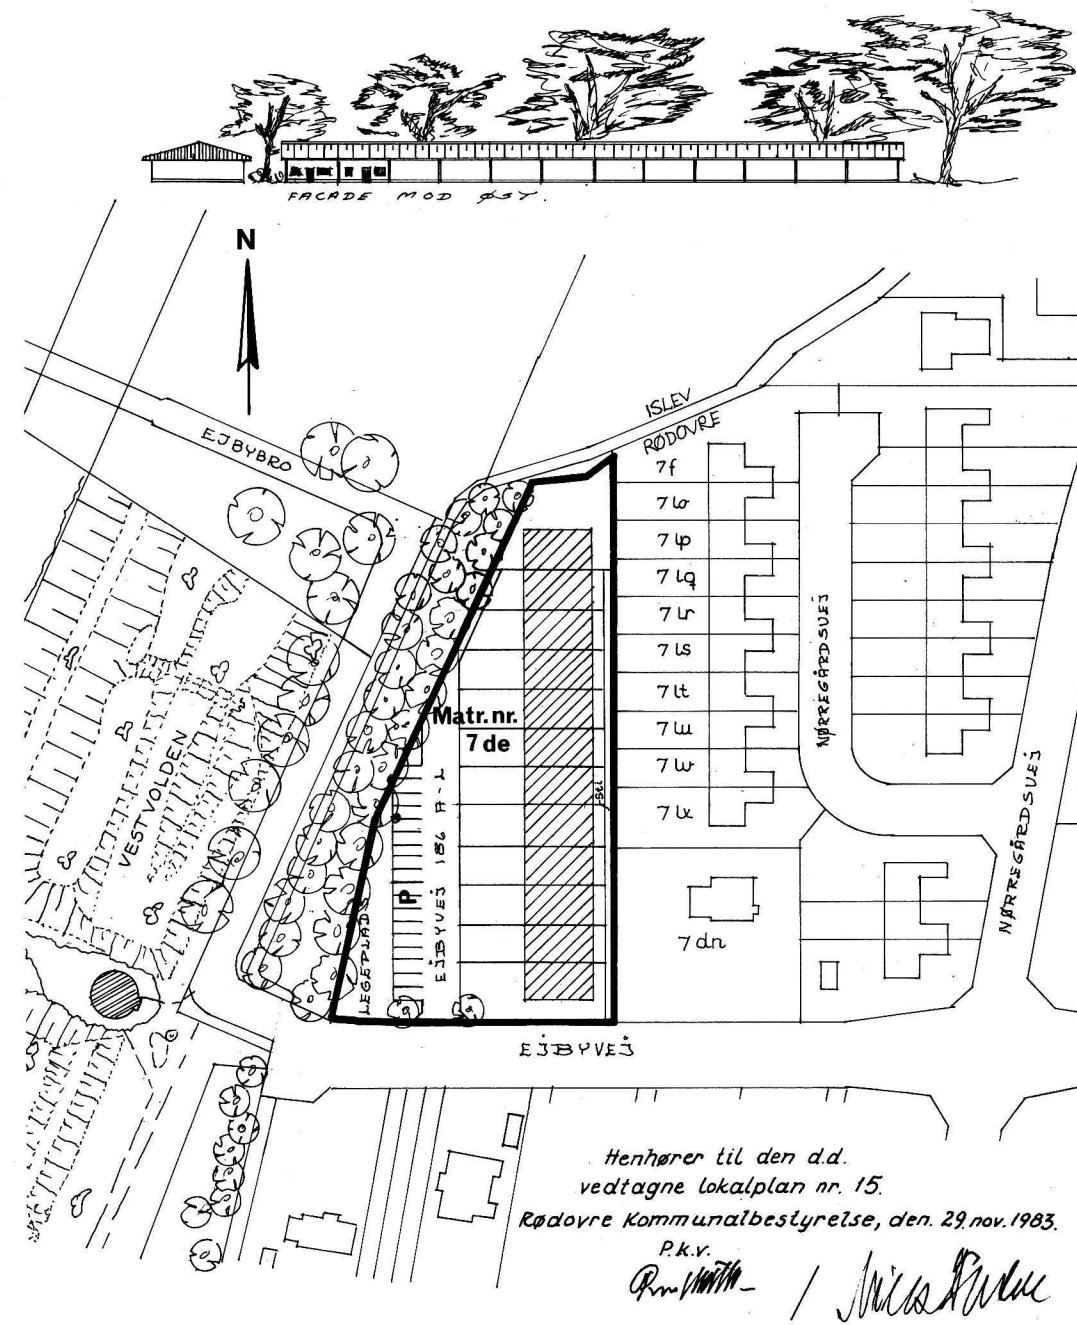 FACADE MOD ØST.
N
EJBYBRO
ISLEV
RØDOVRE
7f
7lo
7lp
7lq
7lr
7ls
7lt
7lu
7lv
7lx
7dn
Matr.nr.
7de
VESTVOLDEN
LEGEPLADS
P
EJBYVEJ 186 A-L
Sti
NØRREGÅRDSVEJ
NØRREGÅRDSVEJ
EJBYVEJ
Henhører til den d.d.
vedtagne lokalplan nr. 15.
Rødovre Kommunalbestyrelse, den. 29. nov. 1983.
P.k.v.
/